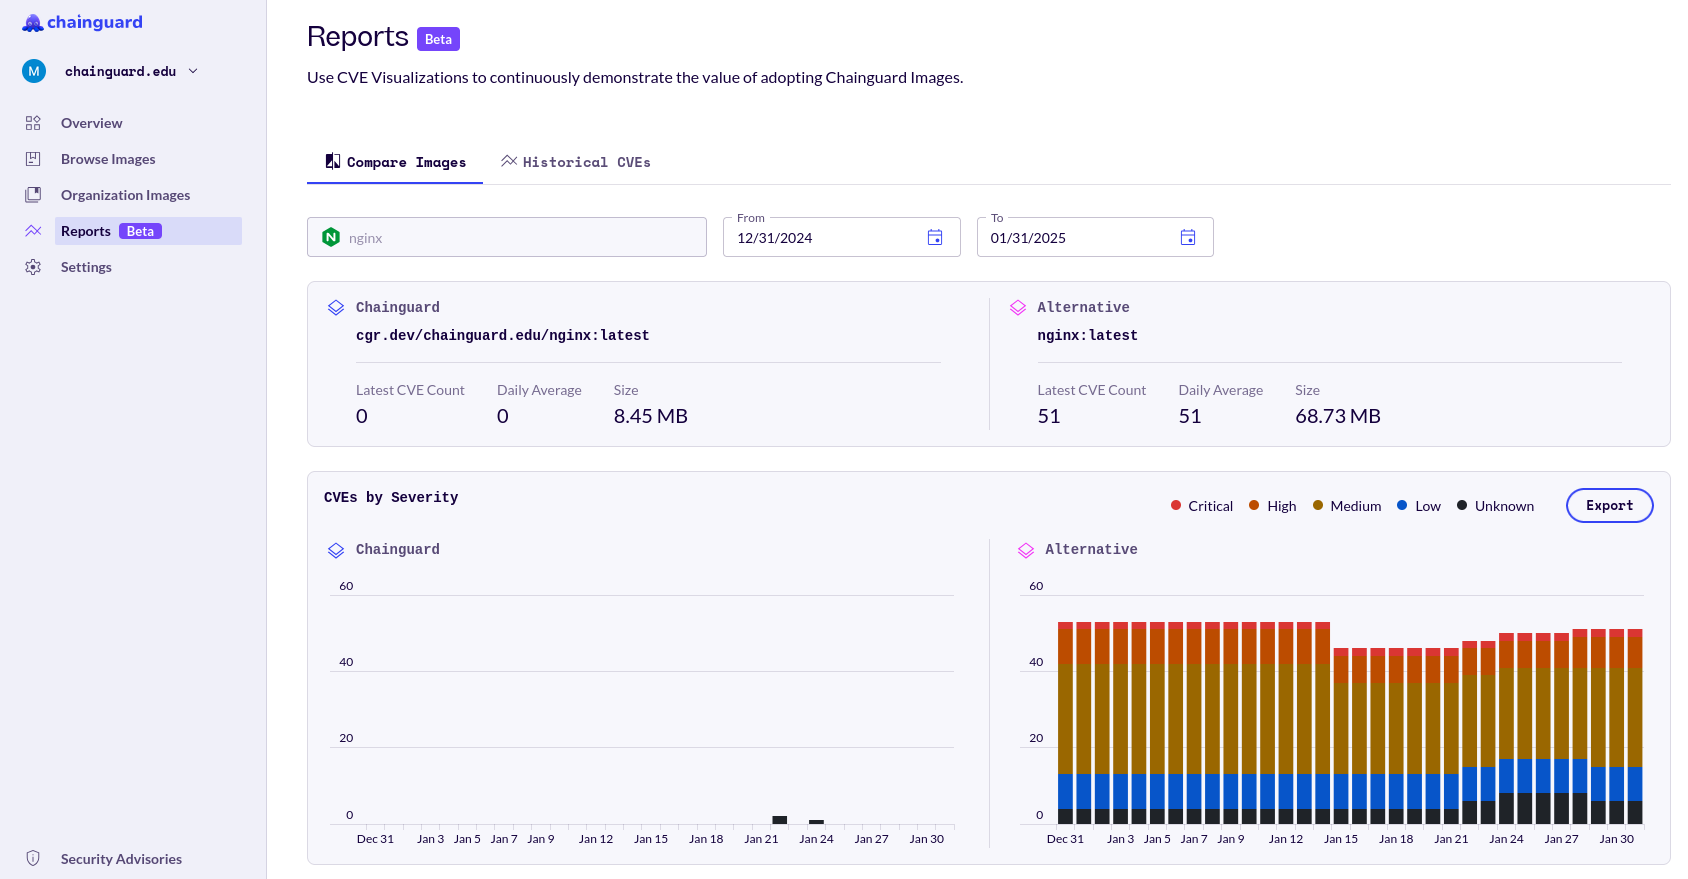 chainguard
M chainguard.edu
Overview
Browse Images
Organization Images
Reports Beta
Settings
Security Advisories
Reports Beta
Use CVE Visualizations to continuously demonstrate the value of adopting Chainguard Images.
Compare Images Historical CVEs
N nginx
From
12/31/2024
To
01/31/2025
Chainguard
cgr.dev/chainguard.edu/nginx:latest
Latest CVE Count Daily Average Size
0 0 8.45 MB
Alternative
nginx:latest
Latest CVE Count Daily Average Size
51 51 68.73 MB
CVEs by Severity
Critical High Medium Low Unknown
Export
Chainguard
60
40
20
0
Dec 31 Jan 3 Jan 5 Jan 7 Jan 9 Jan 12 Jan 15 Jan 18 Jan 21 Jan 24 Jan 27 Jan 30
Alternative
60
40
20
0
Dec 31 Jan 3 Jan 5 Jan 7 Jan 9 Jan 12 Jan 15 Jan 18 Jan 21 Jan 24 Jan 27 Jan 30